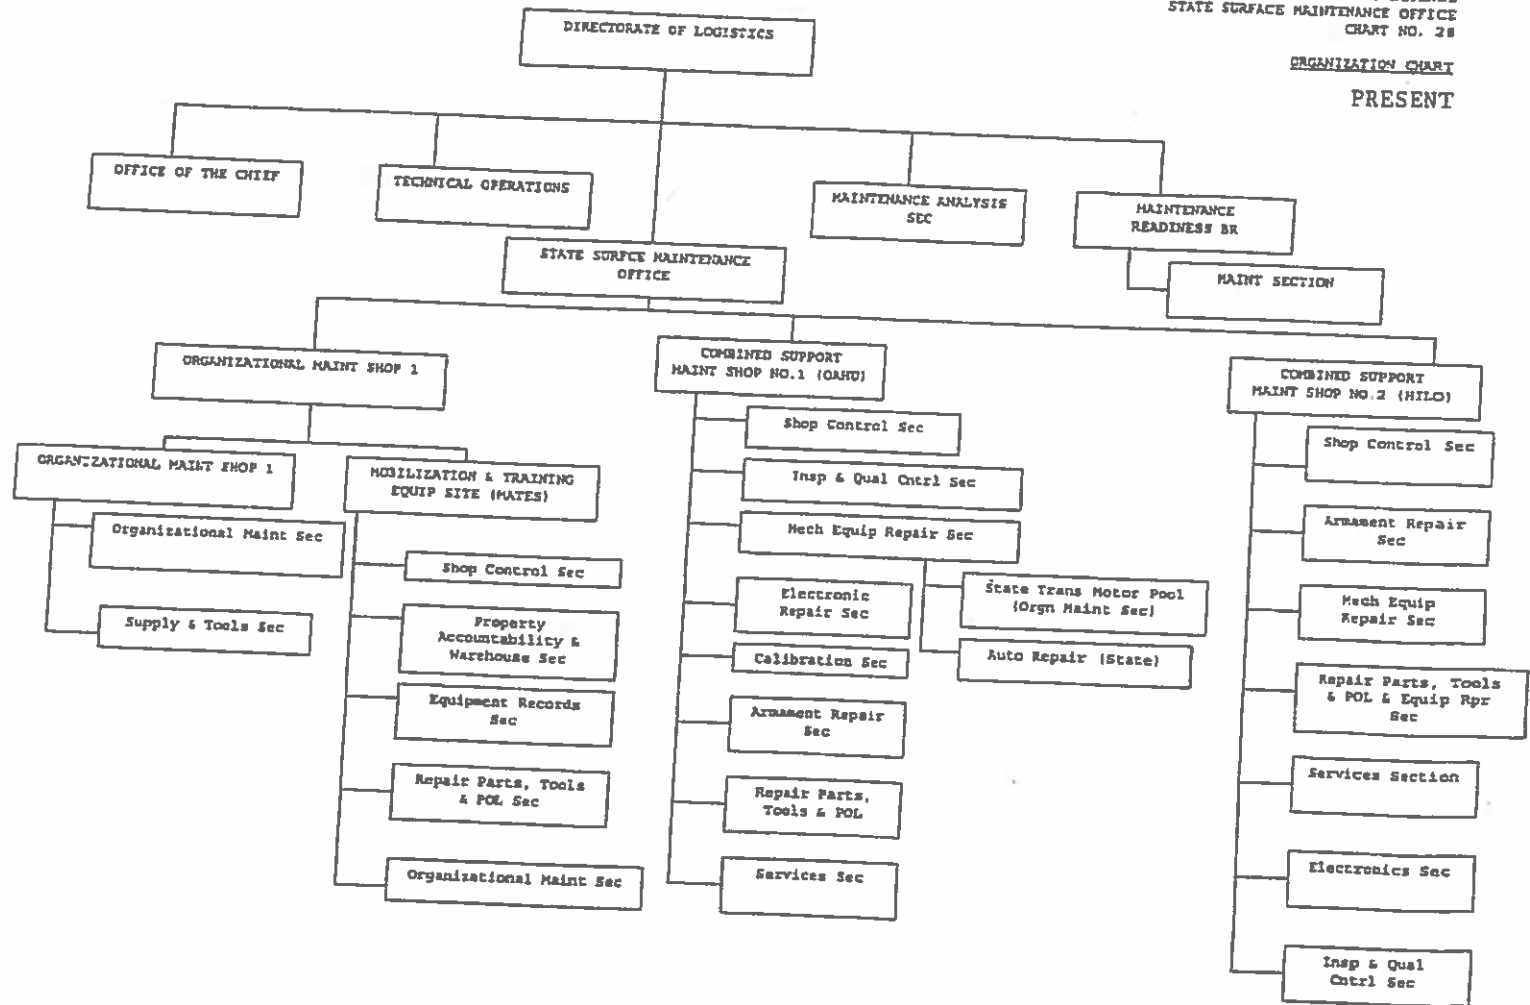 STATE SURFACE MAINTENANCE OFFICE
CHART NO. 28
ORGANIZATION CHART
PRESENT
DIRECTORATE OF LOGISTICS
OFFICE OF THE CHIEF
TECHNICAL OPERATIONS
MAINTENANCE ANALYSIS
SEC
MAINTENANCE
READINESS BR
STATE SURFCE MAINTENANCE
OFFICE
MAINT SECTION
ORGANIZATIONAL MAINT SHOP 1
COMBINED SUPPORT
MAINT SHOP NO.1 (OAHU)
COMBINED SUPPORT
MAINT SHOP NO.2 (HILO)
ORGANIZATIONAL MAINT SHOP 1
Organizational Maint Sec
Supply & Tools Sec
MOBILIZATION & TRAINING
EQUIP SITE (MATES)
Shop Control Sec
Property
Accountability &
Warehouse Sec
Equipment Records
Sec
Repair Parts, Tools
& POL Sec
Organizational Maint Sec
Shop Control Sec
Insp & Qual Cntrl Sec
Mech Equip Repair Sec
State Trans Motor Pool
(Orgn Maint Sec)
Auto Repair (State)
Electronic
Repair Sec
Calibration Sec
Armament Repair
Sec
Repair Parts,
Tools & POL
Services Sec
Shop Control Sec
Armament Repair
Sec
Mech Equip
Repair Sec
Repair Parts, Tools
& POL & Equip Rpr
Sec
Services Section
Electronics Sec
Insp & Qual
Cntrl Sec